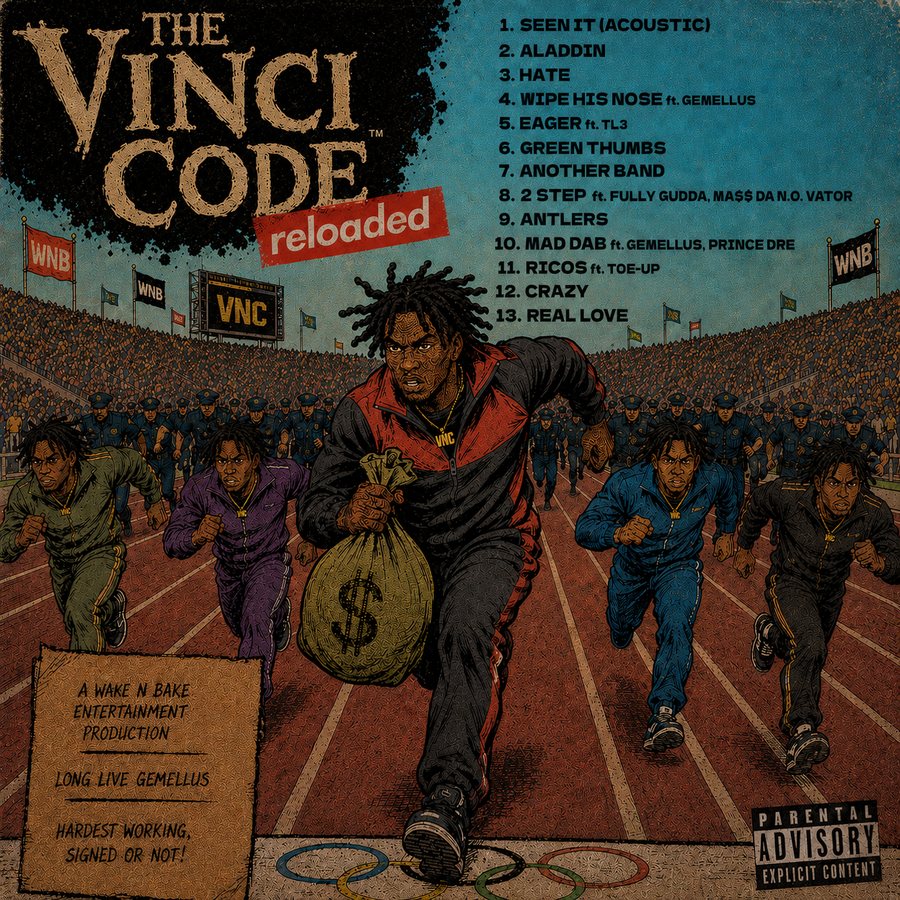 THE
VINCI
CODE™
reloaded
1. SEEN IT (ACOUSTIC)
2. ALADDIN
3. HATE
4. WIPE HIS NOSE ft. GEMELLUS
5. EAGER ft. TL3
6. GREEN THUMBS
7. ANOTHER BAND
8. 2 STEP ft. FULLY GUDDA, MA$$ DA N.O. VATOR
9. ANTLERS
10. MAD DAB ft. GEMELLUS, PRINCE DRE
11. RICOS ft. TOE-UP
12. CRAZY
13. REAL LOVE
WNB
WNB
VNC
WNB
VNC
$
A WAKE N BAKE
ENTERTAINMENT
PRODUCTION
LONG LIVE GEMELLUS
HARDEST WORKING,
SIGNED OR NOT!
PARENTAL
ADVISORY
EXPLICIT CONTENT